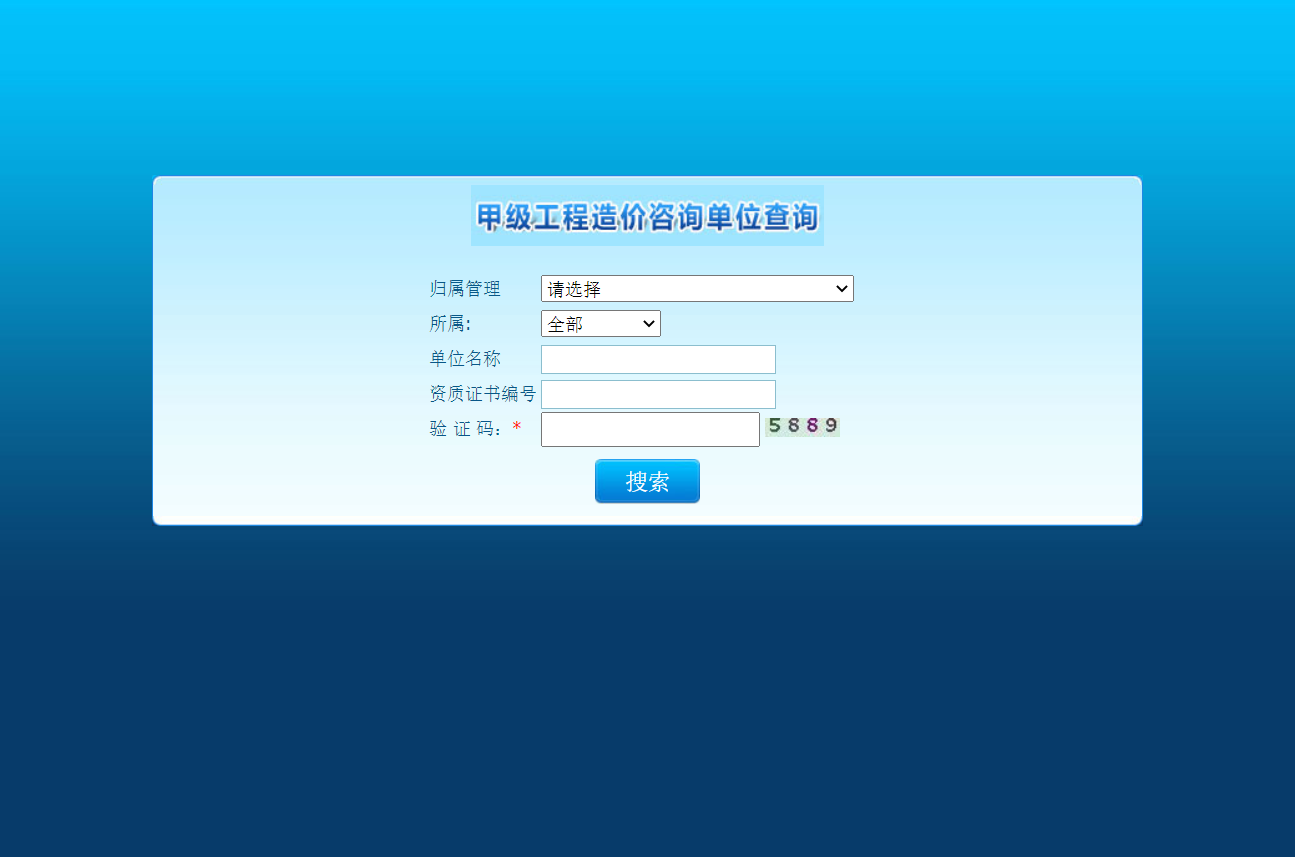 甲级工程造价咨询单位查询
归属管理 请选择
所属: 全部
单位名称
资质证书编号
验 证 码：* 5889
搜索